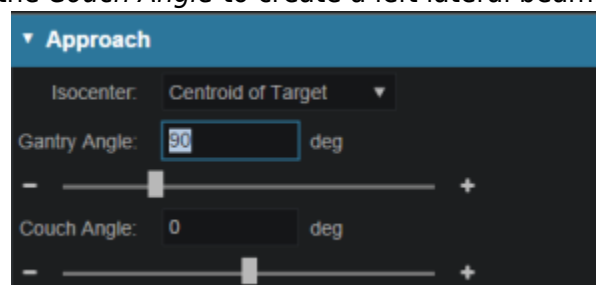 the Couch Angle to create a left lateral beam
▼ Approach
Isocenter: Centroid of Target ▼
Gantry Angle: 90 deg
- +
Couch Angle: 0 deg
- +